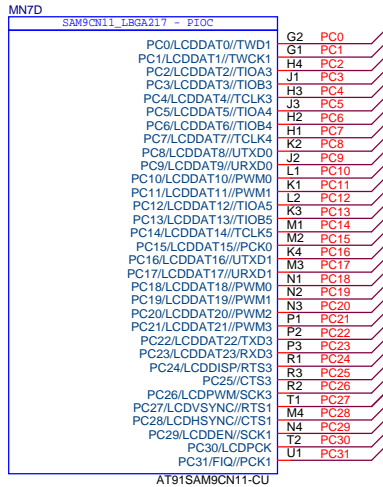 MN7D
SAM9CN11_LBGA217 - PIOC
PC0/LCDDAT0//TWD1 G2 PC0
PC1/LCDDAT1//TWCK1 G1 PC1
PC2/LCDDAT2//TIOA3 H4 PC2
PC3/LCDDAT3//TIOB3 J1 PC3
PC4/LCDDAT4//TCLK3 H3 PC4
PC5/LCDDAT5//TIOA4 J3 PC5
PC6/LCDDAT6//TIOB4 H2 PC6
PC7/LCDDAT7//TCLK4 H1 PC7
PC8/LCDDAT8//UTXD0 K2 PC8
PC9/LCDDAT9//URXD0 J2 PC9
PC10/LCDDAT10//PWM0 L1 PC10
PC11/LCDDAT11//PWM1 K1 PC11
PC12/LCDDAT12//TIOA5 L2 PC12
PC13/LCDDAT13//TIOB5 K3 PC13
PC14/LCDDAT14//TCLK5 M1 PC14
PC15/LCDDAT15//PCK0 M2 PC15
PC16/LCDDAT16//UTXD1 K4 PC16
PC17/LCDDAT17//URXD1 M3 PC17
PC18/LCDDAT18//PWM0 N1 PC18
PC19/LCDDAT19//PWM1 N2 PC19
PC20/LCDDAT20//PWM2 N3 PC20
PC21/LCDDAT21//PWM3 P1 PC21
PC22/LCDDAT22/TXD3 P2 PC22
PC23/LCDDAT23/RXD3 P3 PC23
PC24/LCDDISP/RTS3 R1 PC24
PC25//CTS3 R3 PC25
PC26/LCDPWM/SCK3 R2 PC26
PC27/LCDVSYNC//RTS1 T1 PC27
PC28/LCDHSYNC//CTS1 M4 PC28
PC29/LCDDEN//SCK1 N4 PC29
PC30/LCDPCK T2 PC30
PC31/FIQ//PCK1 U1 PC31
AT91SAM9CN11-CU